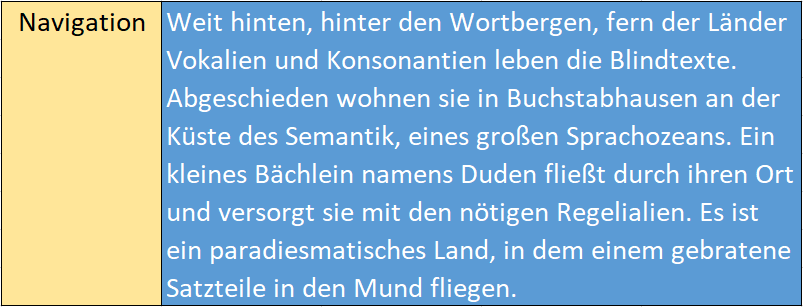 Navigation
Weit hinten, hinter den Wortbergen, fern der Länder
Vokalien und Konsonantien leben die Blindtexte.
Abgeschieden wohnen sie in Buchstabhausen an der
Küste des Semantik, eines großen Sprachozeans. Ein
kleines Bächlein namens Duden fließt durch ihren Ort
und versorgt sie mit den nötigen Regelialien. Es ist
ein paradiesmatisches Land, in dem einem gebratene
Satzteile in den Mund fliegen.